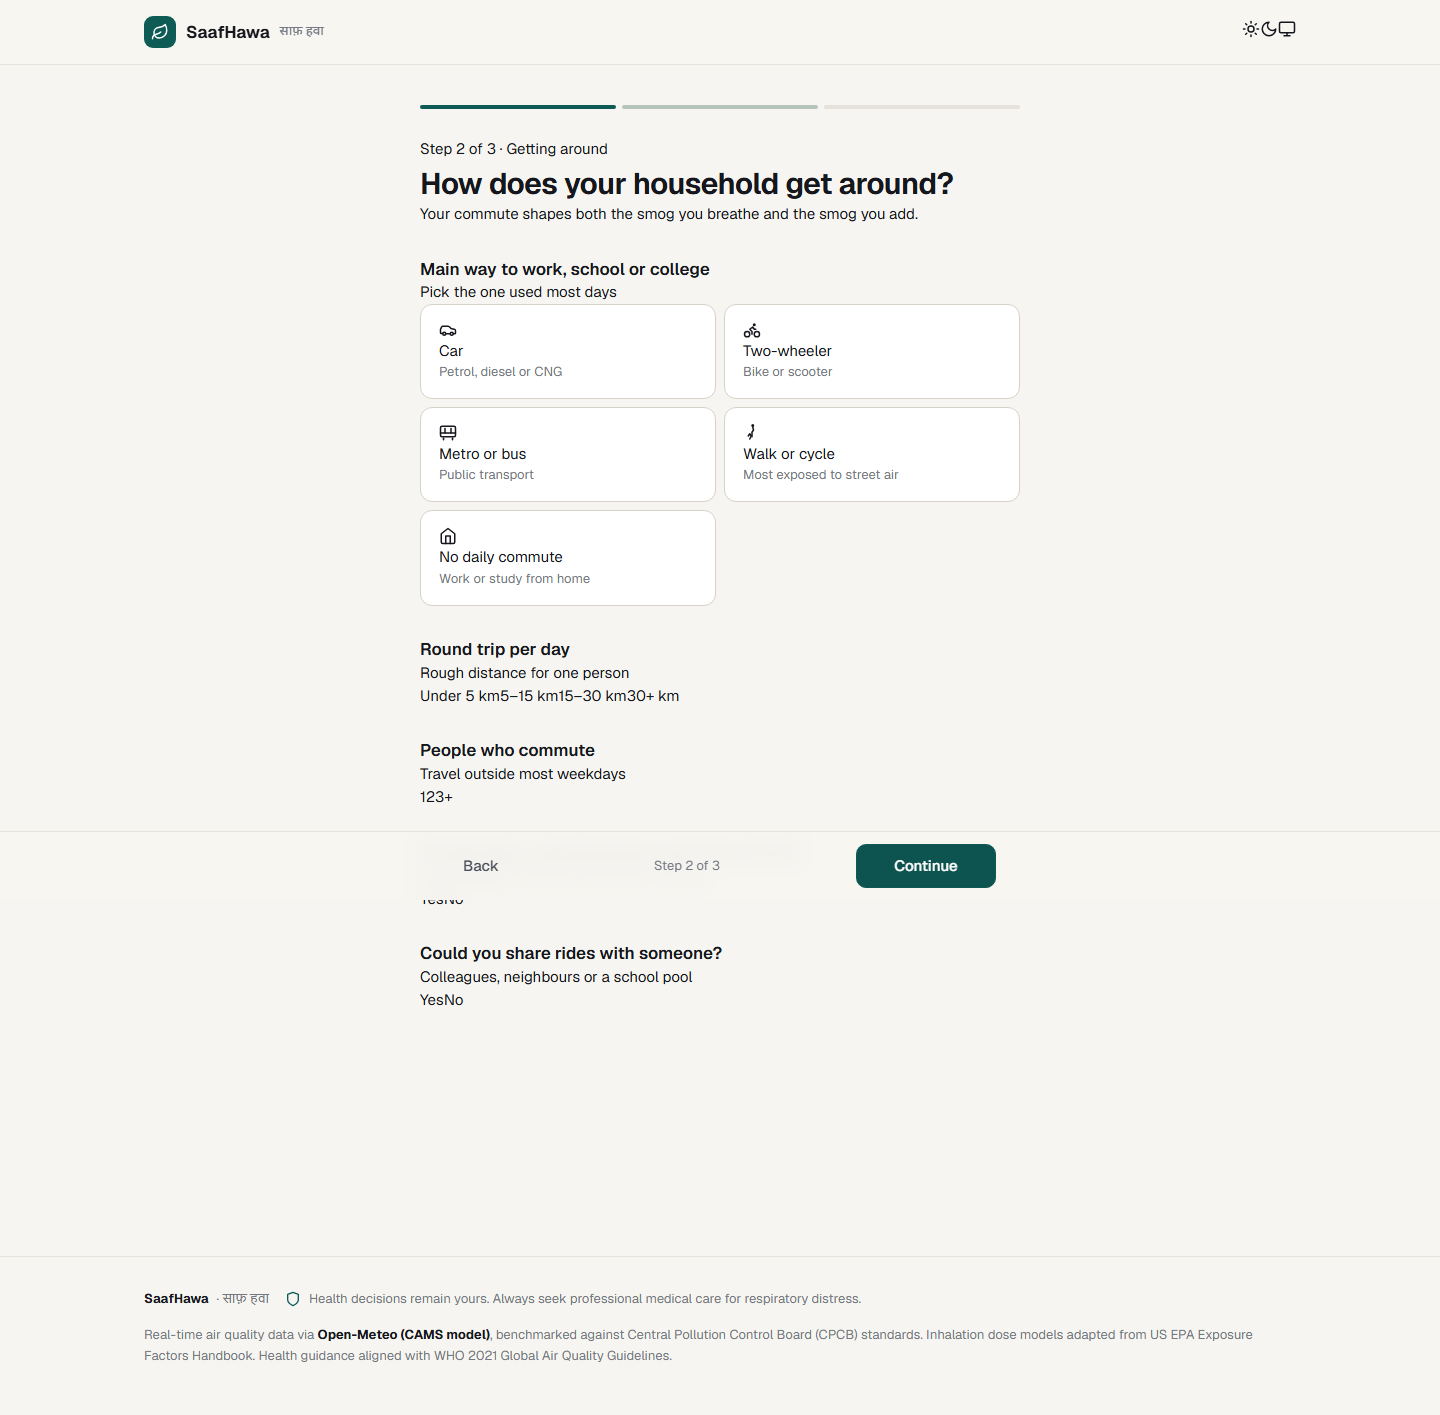 SaafHawa साफ़ हवा
Step 2 of 3 · Getting around
How does your household get around?
Your commute shapes both the smog you breathe and the smog you add.
Main way to work, school or college
Pick the one used most days
Car
Petrol, diesel or CNG
Two-wheeler
Bike or scooter
Metro or bus
Public transport
Walk or cycle
Most exposed to street air
No daily commute
Work or study from home
Round trip per day
Rough distance for one person
Under 5 km5–15 km15–30 km30+ km
People who commute
Travel outside most weekdays
123+
Back
Step 2 of 3
Continue
YesNo
Could you share rides with someone?
Colleagues, neighbours or a school pool
YesNo
SaafHawa · साफ़ हवा Health decisions remain yours. Always seek professional medical care for respiratory distress.
Real-time air quality data via Open-Meteo (CAMS model), benchmarked against Central Pollution Control Board (CPCB) standards. Inhalation dose models adapted from US EPA Exposure
Factors Handbook. Health guidance aligned with WHO 2021 Global Air Quality Guidelines.